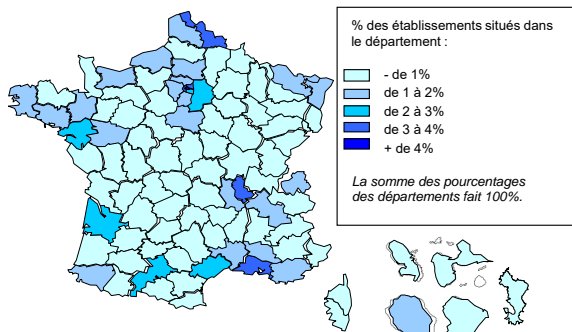 % des établissements situés dans
le département :
- de 1%
de 1 à 2%
de 2 à 3%
de 3 à 4%
+ de 4%
La somme des pourcentages
des départements fait 100%.